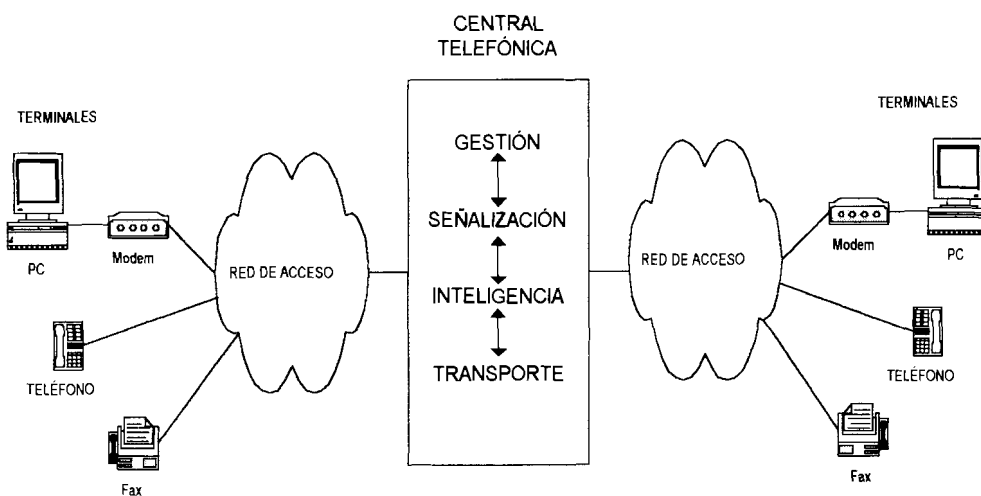 CENTRAL
TELEFÓNICA
TERMINALES
PC
Modem
TELÉFONO
Fax
RED DE ACCESO
GESTIÓN
SEÑALIZACIÓN
INTELIGENCIA
TRANSPORTE
RED DE ACCESO
TERMINALES
Modem
PC
TELÉFONO
Fax